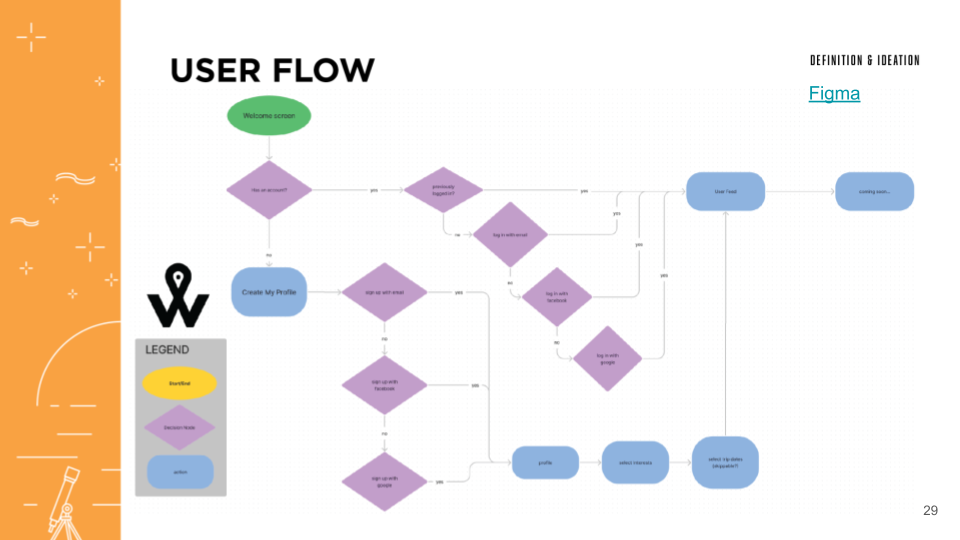 USER FLOW
DEFINITION & IDEATION
Figma
Welcome screen
Has an account?
yes
previously
logged in?
yes
User Feed
coming soon...
no
log in with email
yes
no
log in with
facebook
yes
no
log in with
google
yes
no
Create My Profile
sign up with email
yes
no
sign up with
facebook
yes
no
sign up with
google
yes
profile
select interests
select trip dates
(skippable?)
LEGEND
Start/End
Decision Node
action
29